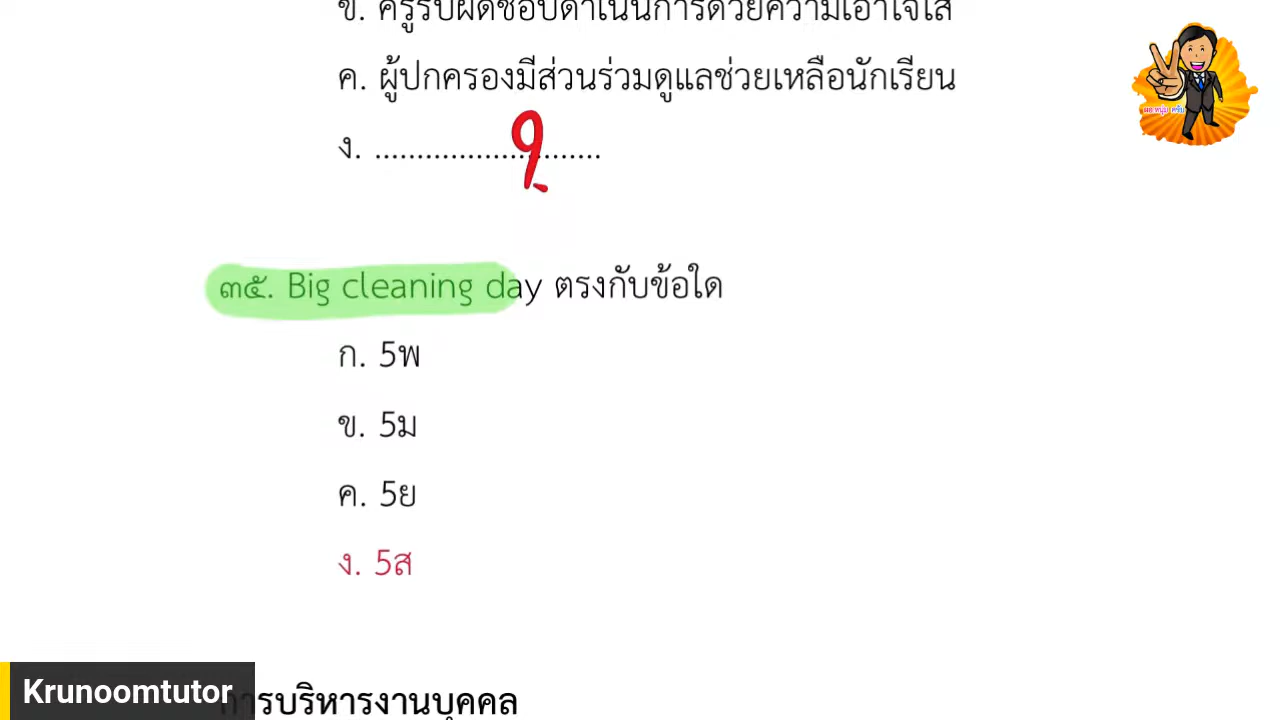 ข. ครูรับผิดชอบดำเนินการด้วยความเอาใจใส่
ค. ผู้ปกครองมีส่วนร่วมดูแลช่วยเหลือนักเรียน
ง. ...........................
๓๕. Big cleaning day ตรงกับข้อใด
ก. 5พ
ข. 5ม
ค. 5ย
ง. 5ส
การบริหารงานบุคคล
Krunoomtutor